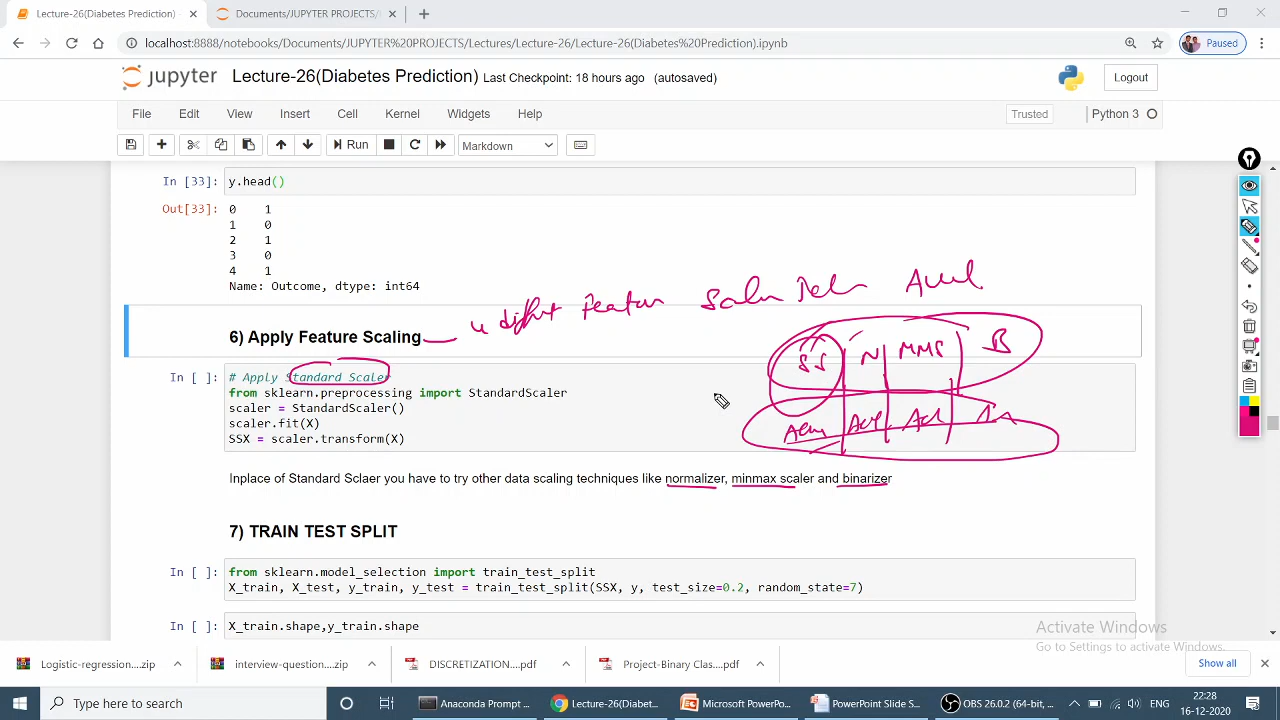 Lecture-26(Diabetes Prediction)
Documents/JUPYTER PROJECTS/
localhost:8888/notebooks/Documents/JUPYTER%20PROJECTS/Lectures/Lecture-26/Lecture-26(Diabetes%20Prediction).ipynb
Paused
jupyter Lecture-26(Diabetes Prediction) Last Checkpoint: 18 hours ago (autosaved)
Logout
File Edit View Insert Cell Kernel Widgets Help
Trusted
Python 3
Run
Markdown
In [33]: y.head()
Out[33]: 0 1
1 0
2 1
3 0
4 1
Name: Outcome, dtype: int64
6) Apply Feature Scaling
SS N MMS B
In [ ]: # Apply Standard Scaler
from sklearn.preprocessing import StandardScaler
scaler = StandardScaler()
scaler.fit(X)
SSX = scaler.transform(X)
Inplace of Standard Sclaer you have to try other data scaling techniques like normalizer, minmax scaler and binarizer
7) TRAIN TEST SPLIT
In [ ]: from sklearn.model_selection import train_test_split
X_train, X_test, y_train, y_test = train_test_split(SSX, y, test_size=0.2, random_state=7)
In [ ]: X_train.shape,y_train.shape
Activate Windows
Go to Settings to activate Windows.
Logistic-regression....zip
interview-question....zip
DISCRETIZATION....pdf
Project-Binary Clas....pdf
Show all
Type here to search
Anaconda Prompt ...
Lecture-26(Diabet...
Microsoft PowerPo...
PowerPoint Slide S...
OBS 26.0.2 (64-bit, ...
ENG
22:28
16-12-2020